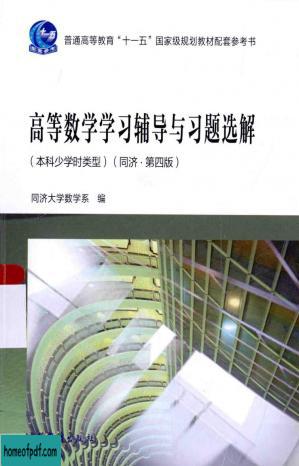 普通高等教育“十一五”国家级规划教材配套参考书
高等数学学习辅导与习题选解
（本科少学时类型）（同济·第四版）
同济大学数学系 编
homeofpdf.com